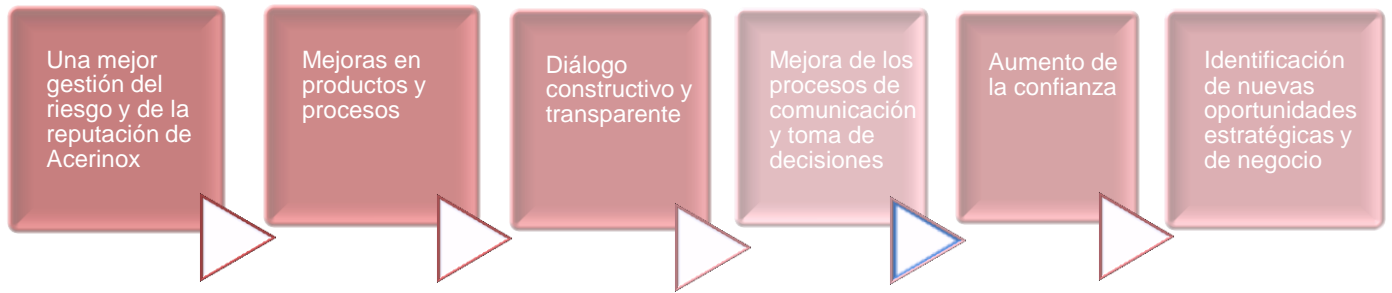 Una mejor
gestión del
riesgo y de la
reputación de
Acerinox
Mejoras en
productos y
procesos
Diálogo
constructivo y
transparente
Mejora de los
procesos de
comunicación
y toma de
decisiones
Aumento de
la confianza
Identificación
de nuevas
oportunidades
estratégicas y
de negocio